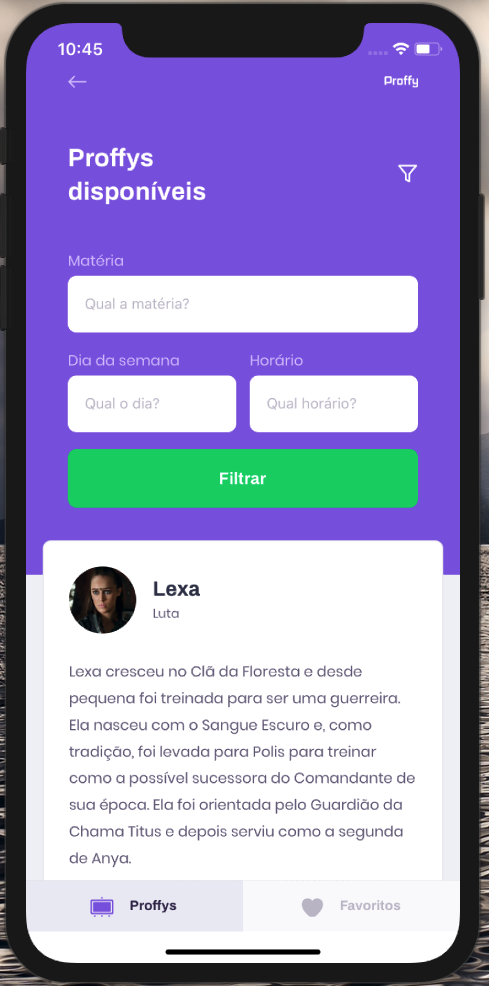 10:45
Proffy
Proffys
disponíveis
Matéria
Qual a matéria?
Dia da semana
Horário
Qual o dia?
Qual horário?
Filtrar
Lexa
Luta
Lexa cresceu no Clã da Floresta e desde
pequena foi treinada para ser uma guerreira.
Ela nasceu com o Sangue Escuro e, como
tradição, foi levada para Polis para treinar
como a possível sucessora do Comandante de
sua época. Ela foi orientada pelo Guardião da
Chama Titus e depois serviu como a segunda
de Anya.
Proffys
Favoritos